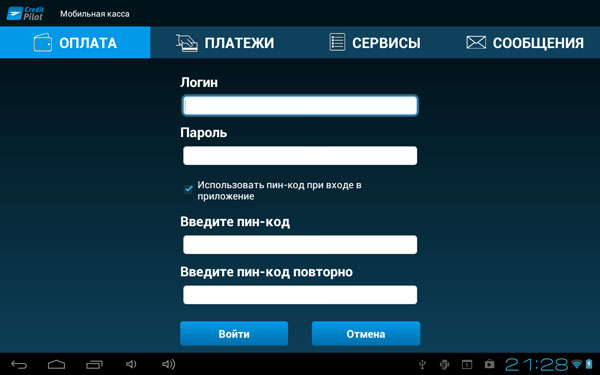 Credit Pilot Мобильная касса
ОПЛАТА ПЛАТЕЖИ СЕРВИСЫ СООБЩЕНИЯ
Логин
Пароль
Использовать пин-код при входе в
приложение
Введите пин-код
Введите пин-код повторно
Войти Отмена
21:28